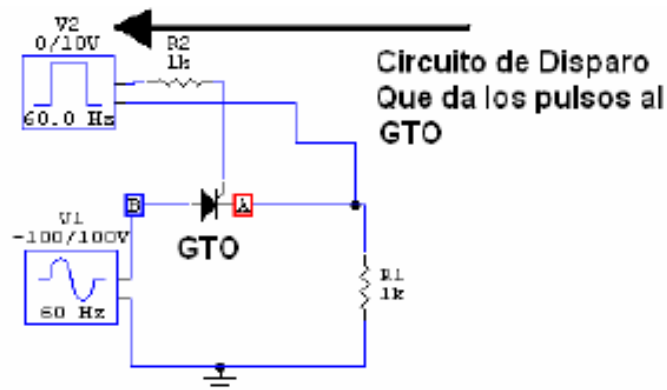 V2
0/10V
R2
1k
60.0 Hz
Circuito de Disparo
Que da los pulsos al
GTO
B
A
V1
-100/100V
GTO
60 Hz
R1
1k